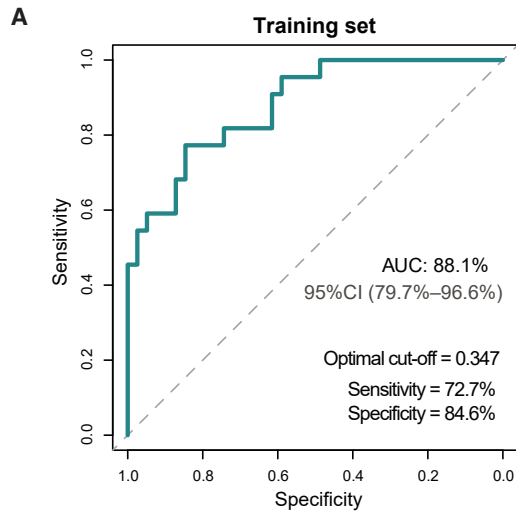 A
Training set
1.0
0.8
0.6
0.4
0.2
0.0
Sensitivity
AUC: 88.1%
95%CI (79.7%–96.6%)
Optimal cut-off = 0.347
Sensitivity = 72.7%
Specificity = 84.6%
1.0 0.8 0.6 0.4 0.2 0.0
Specificity